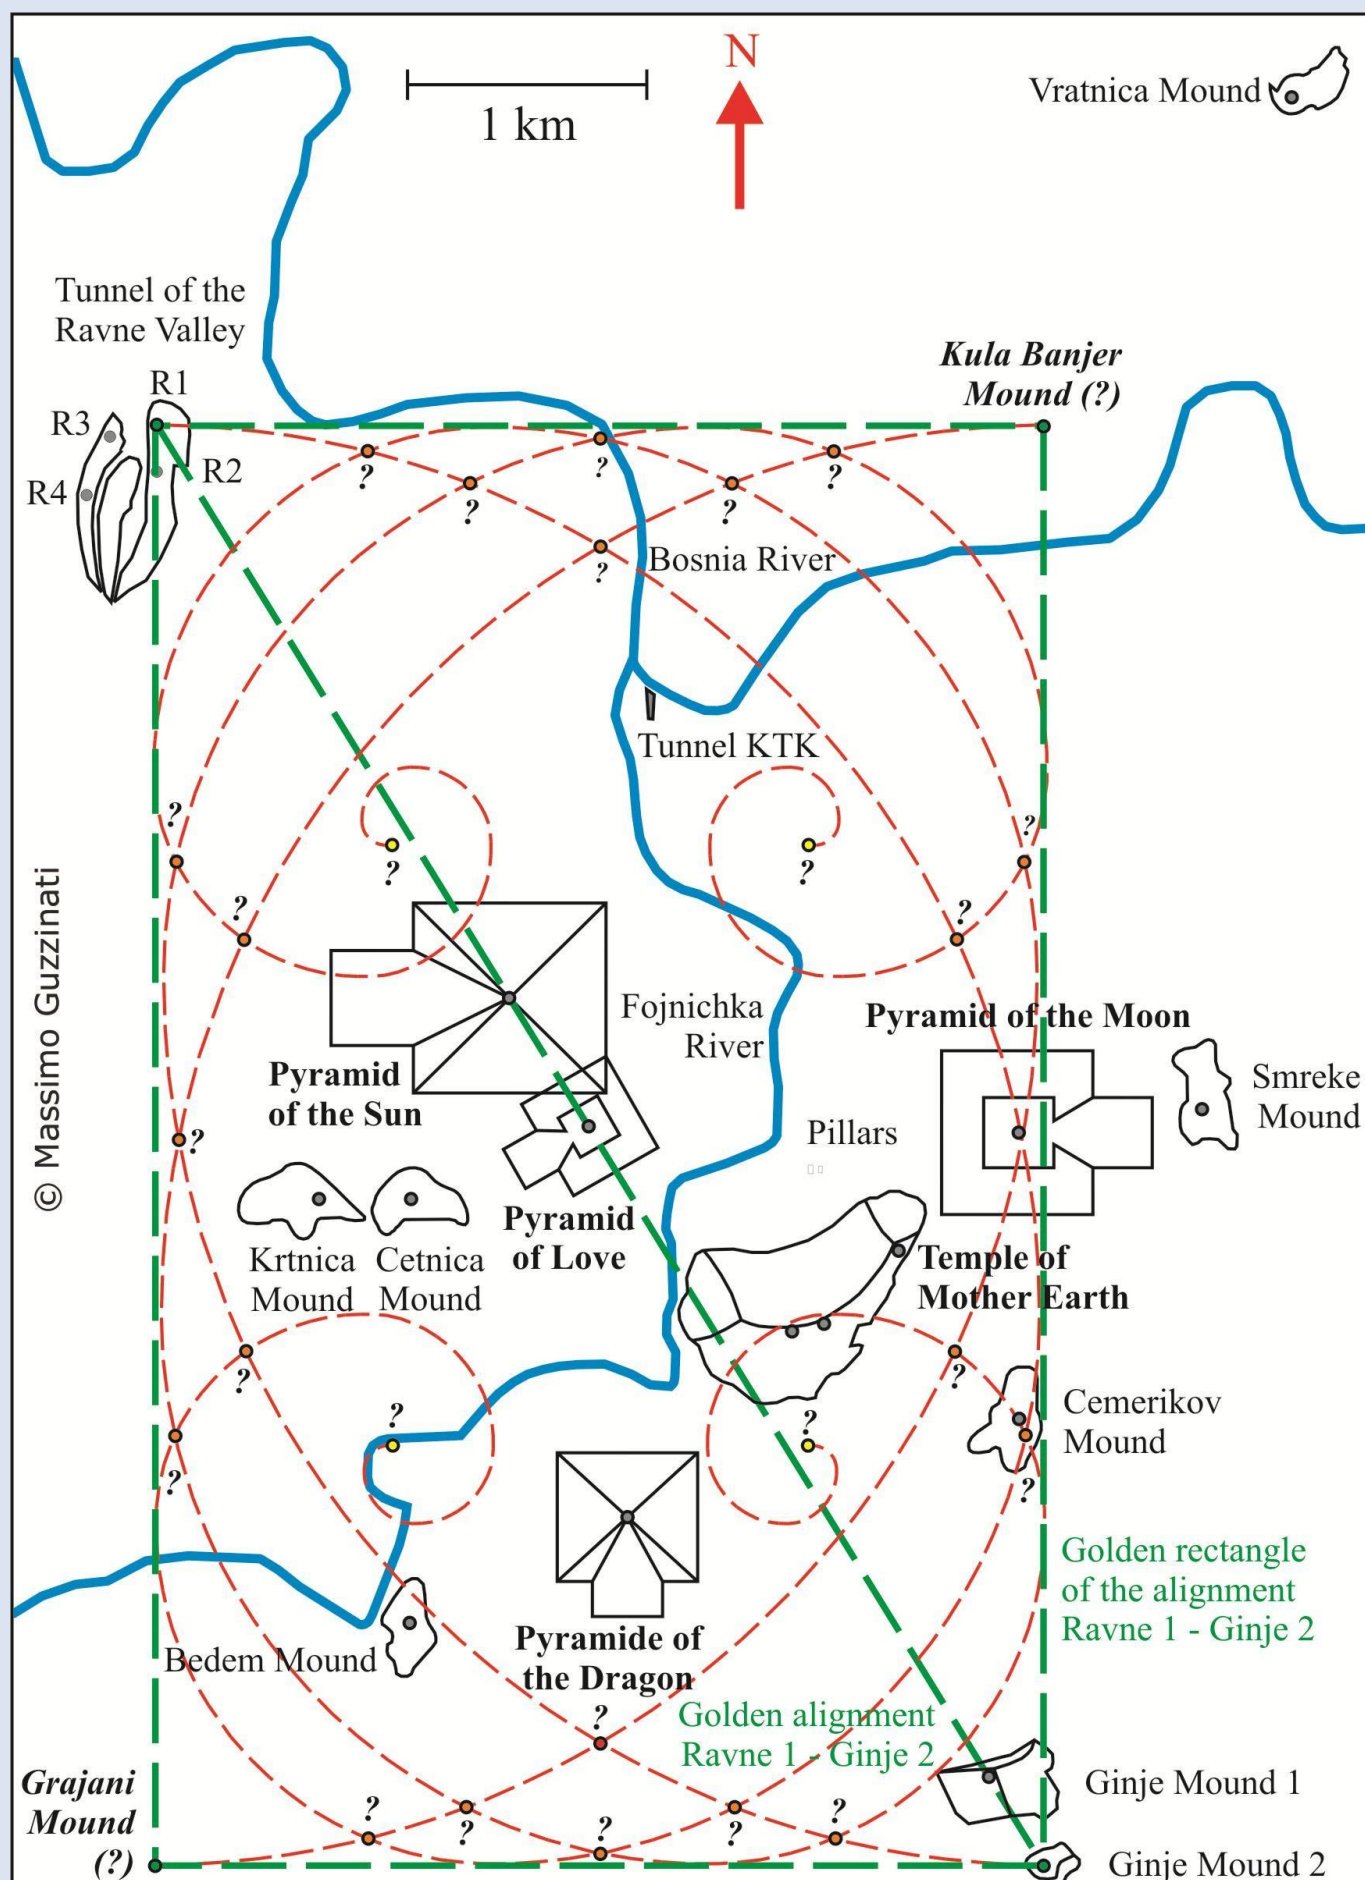 N
1 km
Vratnica Mound
Tunnel of the
Ravne Valley
R1
R3
R2
R4
Kula Banjer
Mound (?)
?
?
?
?
?
?
Bosnia River
Tunnel KTK
?
?
?
?
?
?
© Massimo Guzzinati
Fojnichka
River
Pyramid of the Moon
Pyramid
of the Sun
Smreke
Mound
Pillars
?
Pyramid
of Love
Krtnica
Mound
Cetnica
Mound
Temple of
Mother Earth
?
?
?
?
Cemerikov
Mound
?
?
Golden rectangle
of the alignment
Ravne 1 - Ginje 2
Pyramide of
the Dragon
Bedem Mound
?
Golden alignment
Ravne 1 - Ginje 2
Grajani
Mound
(?)
?
?
?
?
?
Ginje Mound 1
Ginje Mound 2